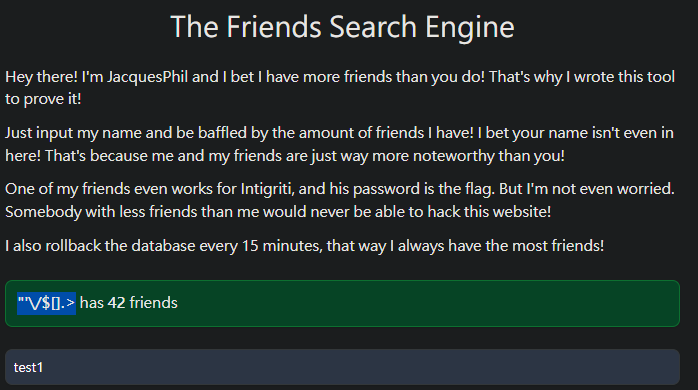 The Friends Search Engine
Hey there! I'm JacquesPhil and I bet I have more friends than you do! That's why I wrote this tool
to prove it!
Just input my name and be baffled by the amount of friends I have! I bet your name isn't even in
here! That's because me and my friends are just way more noteworthy than you!
One of my friends even works for Intigriti, and his password is the flag. But I'm not even worried.
Somebody with less friends than me would never be able to hack this website!
I also rollback the database every 15 minutes, that way I always have the most friends!
"'\/$[].> has 42 friends
test1